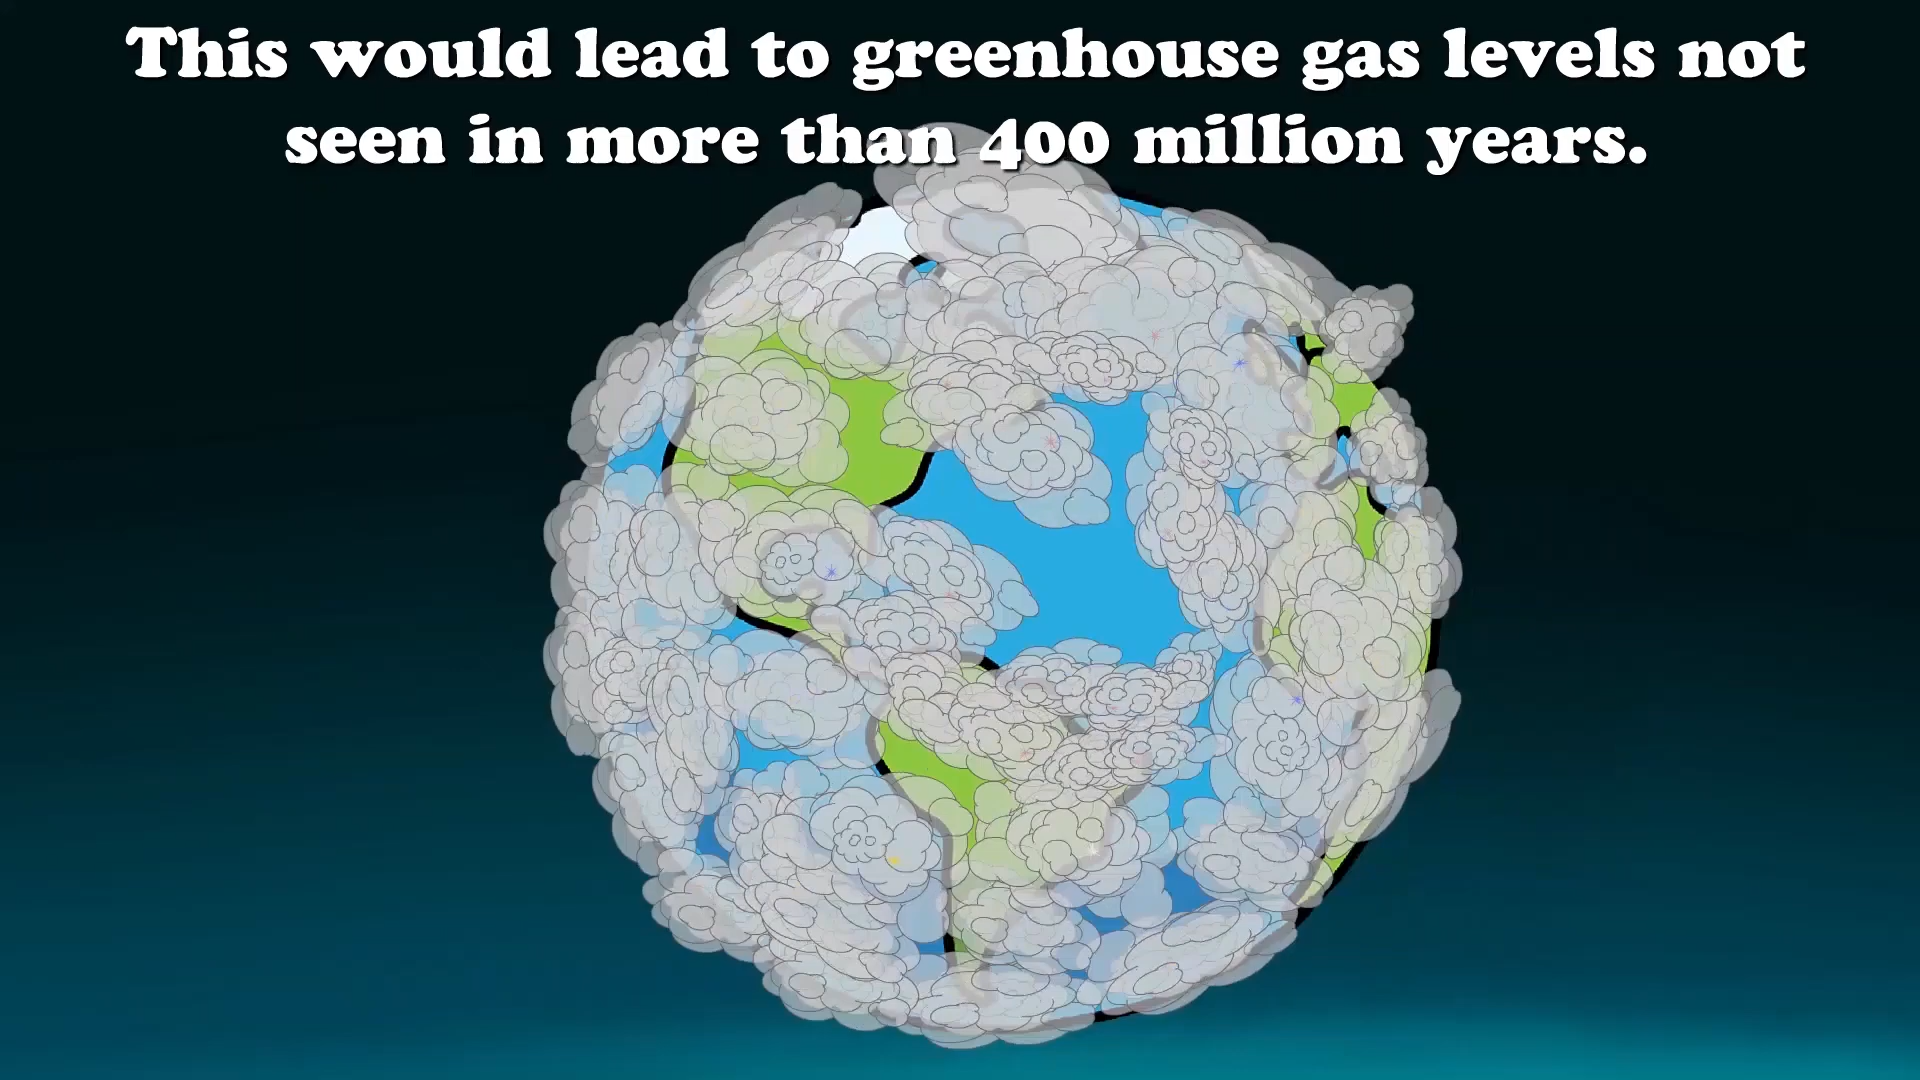 This would lead to greenhouse gas levels not
seen in more than 400 million years.